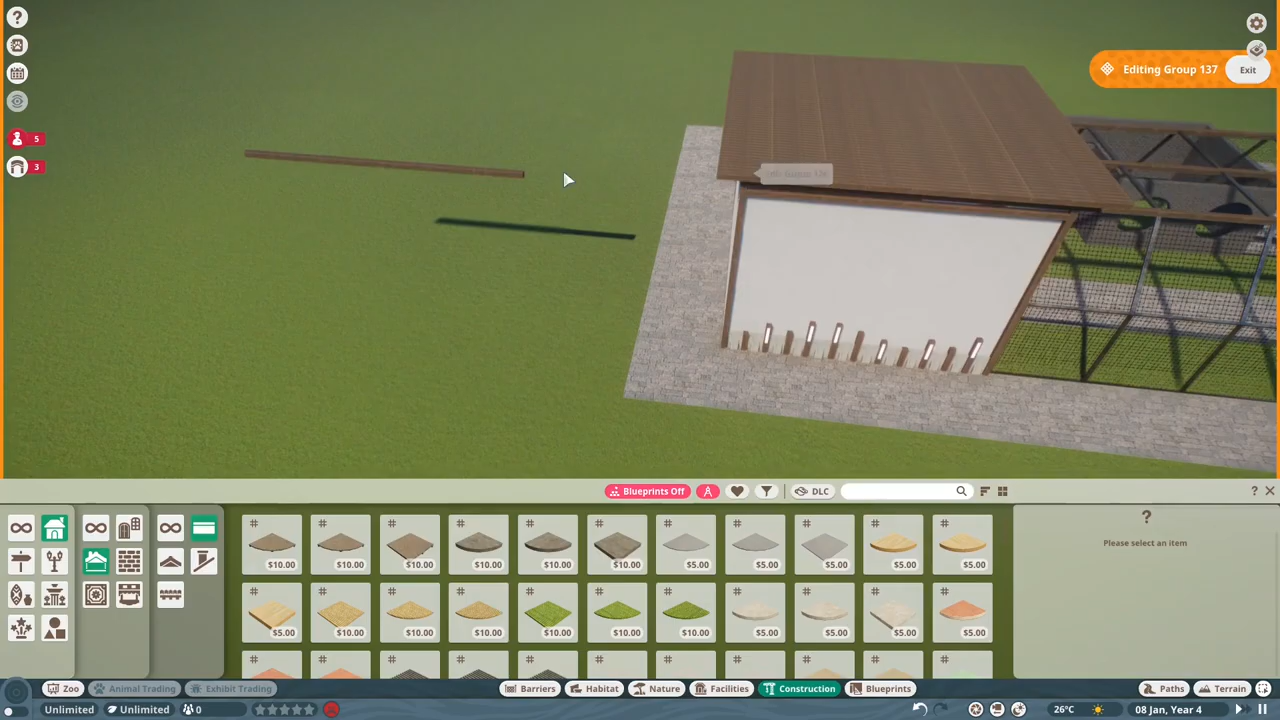 Editing Group 137
Exit
5
3
Blueprints Off
DLC
?
Please select an item
$10.00 $10.00 $10.00 $10.00 $10.00 $10.00 $5.00 $5.00 $5.00 $5.00 $5.00
$5.00 $10.00 $10.00 $10.00 $10.00 $10.00 $10.00 $5.00 $5.00 $5.00 $5.00
Zoo
Animal Trading
Exhibit Trading
Barriers
Habitat
Nature
Facilities
Construction
Blueprints
Paths
Terrain
Unlimited
Unlimited
0
26°C
08 Jan, Year 4